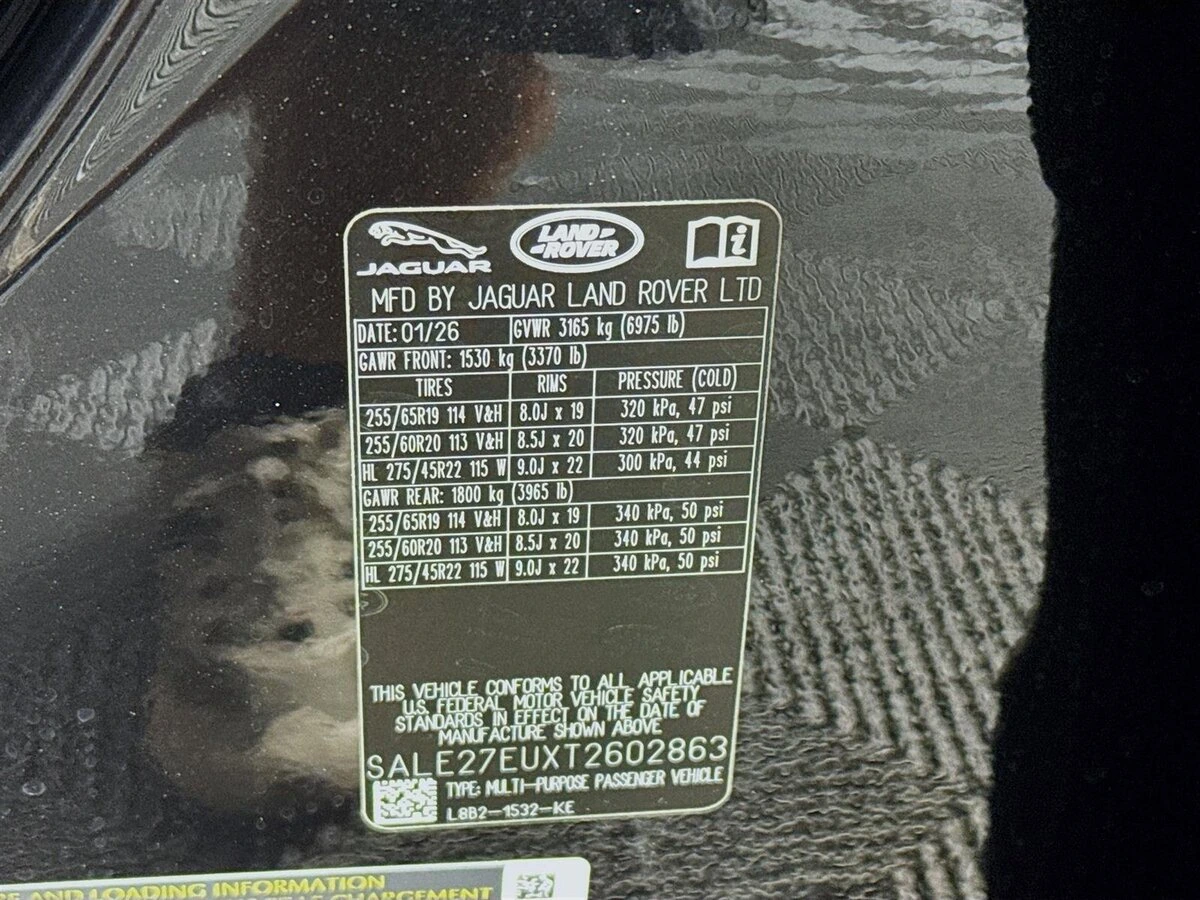 JAGUAR
LAND ROVER
MFD BY JAGUAR LAND ROVER LTD
DATE: 01/26 GVWR 3165 kg (6975 lb)
GAWR FRONT: 1530 kg (3370 lb)
TIRES RIMS PRESSURE (COLD)
255/65R19 114 V&H 8.0J x 19 320 kPa, 47 psi
255/60R20 113 V&H 8.5J x 20 320 kPa, 47 psi
HL 275/45R22 115 W 9.0J x 22 300 kPa, 44 psi
GAWR REAR: 1800 kg (3965 lb)
255/65R19 114 V&H 8.0J x 19 340 kPa, 50 psi
255/60R20 113 V&H 8.5J x 20 340 kPa, 50 psi
HL 275/45R22 115 W 9.0J x 22 340 kPa, 50 psi
THIS VEHICLE CONFORMS TO ALL APPLICABLE
U.S. FEDERAL MOTOR VEHICLE SAFETY
STANDARDS IN EFFECT ON THE DATE OF
MANUFACTURE SHOWN ABOVE
SALE27EUXT2602863
TYPE: MULTI-PURPOSE PASSENGER VEHICLE
L8B2-1532-KE
AND LOADING INFORMATION
CHARGEMENT